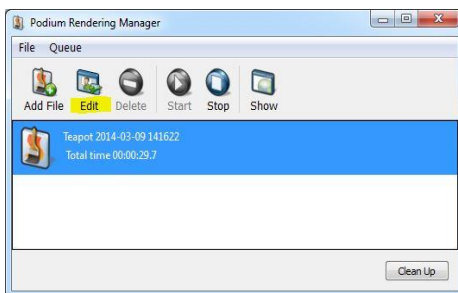 Podium Rendering Manager
File Queue
Add File Edit Delete Start Stop Show
Teapot 2014-03-09 141622
Total time 00:00:29.7
Clean Up